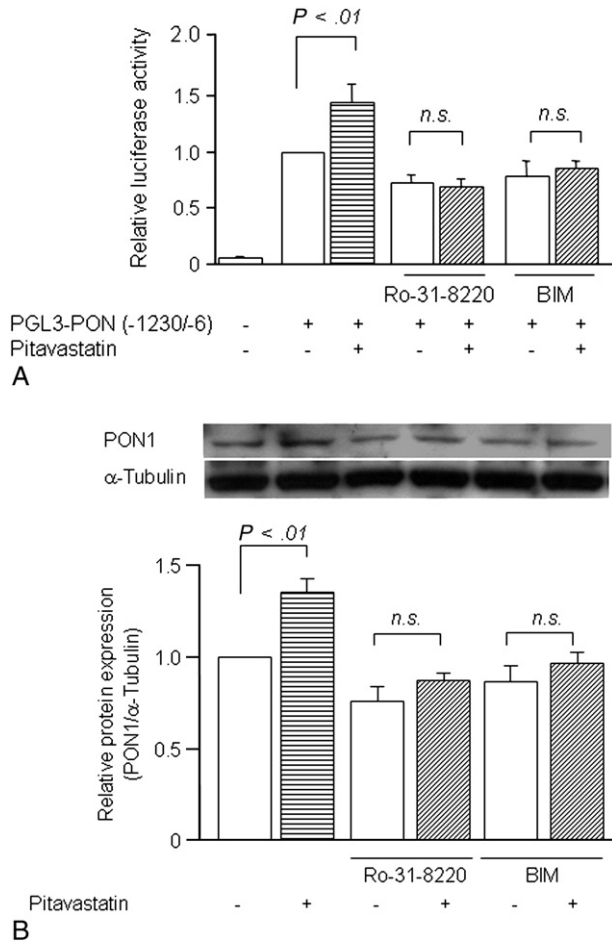 P < .01
2.0
1.5
1.0
0.5
0
n.s.
n.s.
Relative luciferase activity
Ro-31-8220 BIM
PGL3-PON (-1230/-6) - + + + + + +
Pitavastatin - - + - + - +
A
PON1
α-Tubulin
P < .01
1.5
1.0
0.5
0
n.s.
n.s.
Relative protein expression
(PON1/α-Tubulin)
Ro-31-8220 BIM
Pitavastatin - + - + - +
B